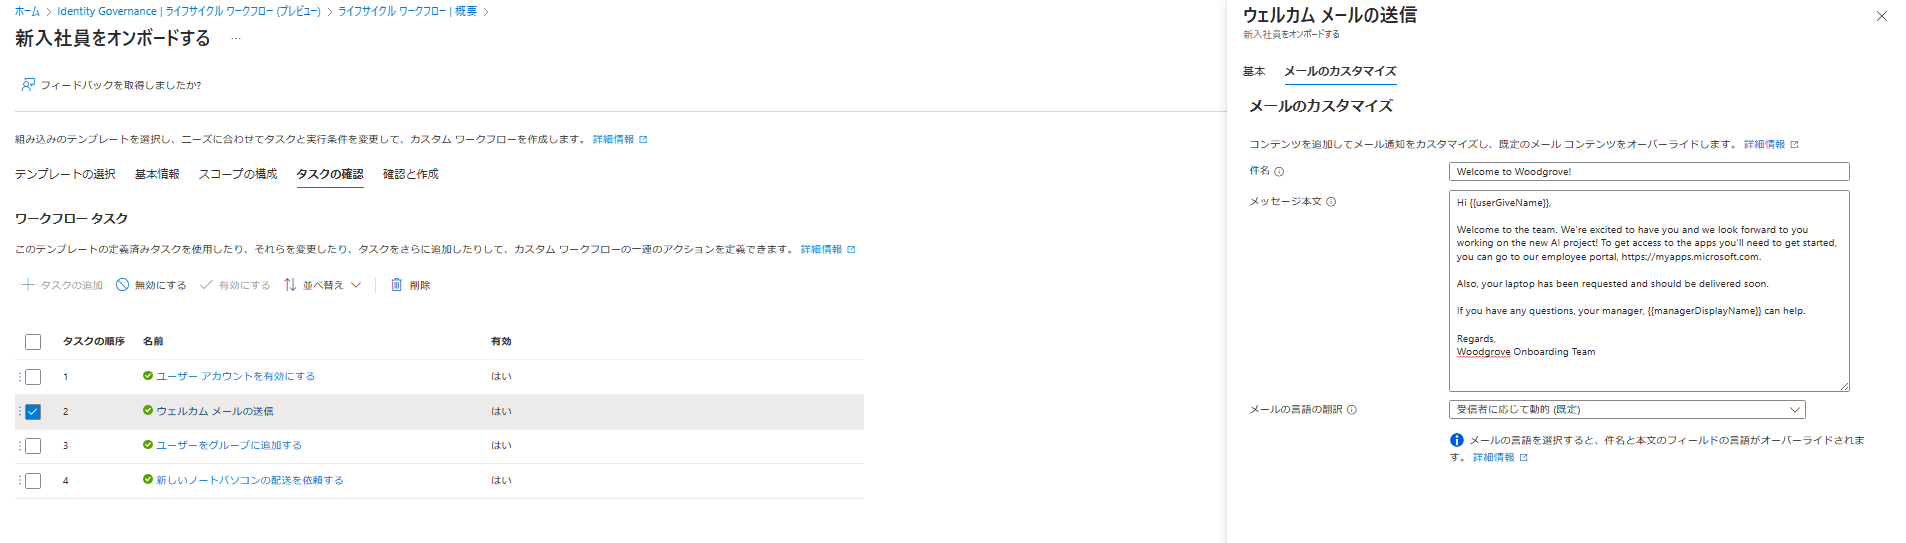 ホーム > Identity Governance | ライフサイクル ワークフロー (プレビュー) > ライフサイクル ワークフロー | 概要 >
新入社員をオンボードする …
フィードバックを取得しましたか?
組み込みのテンプレートを選択し、ニーズに合わせてタスクと実行条件を変更して、カスタム ワークフローを作成します。 詳細情報
テンプレートの選択 基本情報 スコープの構成 タスクの確認 確認と作成
ワークフロー タスク
このテンプレートの定義済みタスクを使用したり、それらを変更したり、タスクをさらに追加したりして、カスタム ワークフローの一連のアクションを定義できます。 詳細情報
タスクの追加 無効にする 有効にする 並べ替え 削除
タスクの順序 名前 有効
1 ユーザー アカウントを有効にする はい
2 ウェルカム メールの送信 はい
3 ユーザーをグループに追加する はい
4 新しいノートパソコンの配送を依頼する はい
ウェルカム メールの送信
新入社員をオンボードする
基本 メールのカスタマイズ
メールのカスタマイズ
コンテンツを追加してメール通知をカスタマイズし、既定のメール コンテンツをオーバーライドします。 詳細情報
件名 Welcome to Woodgrove!
メッセージ本文
Hi {{userGiveName}},
Welcome to the team. We're excited to have you and we look forward to you
working on the new AI project! To get access to the apps you'll need to get started,
you can go to our employee portal, https://myapps.microsoft.com.
Also, your laptop has been requested and should be delivered soon.
If you have any questions, your manager, {{managerDisplayName}} can help.
Regards,
Woodgrove Onboarding Team
メールの言語の翻訳 受信者に応じて動的 (既定)
メールの言語を選択すると、件名と本文のフィールドの言語がオーバーライドされま
す。 詳細情報